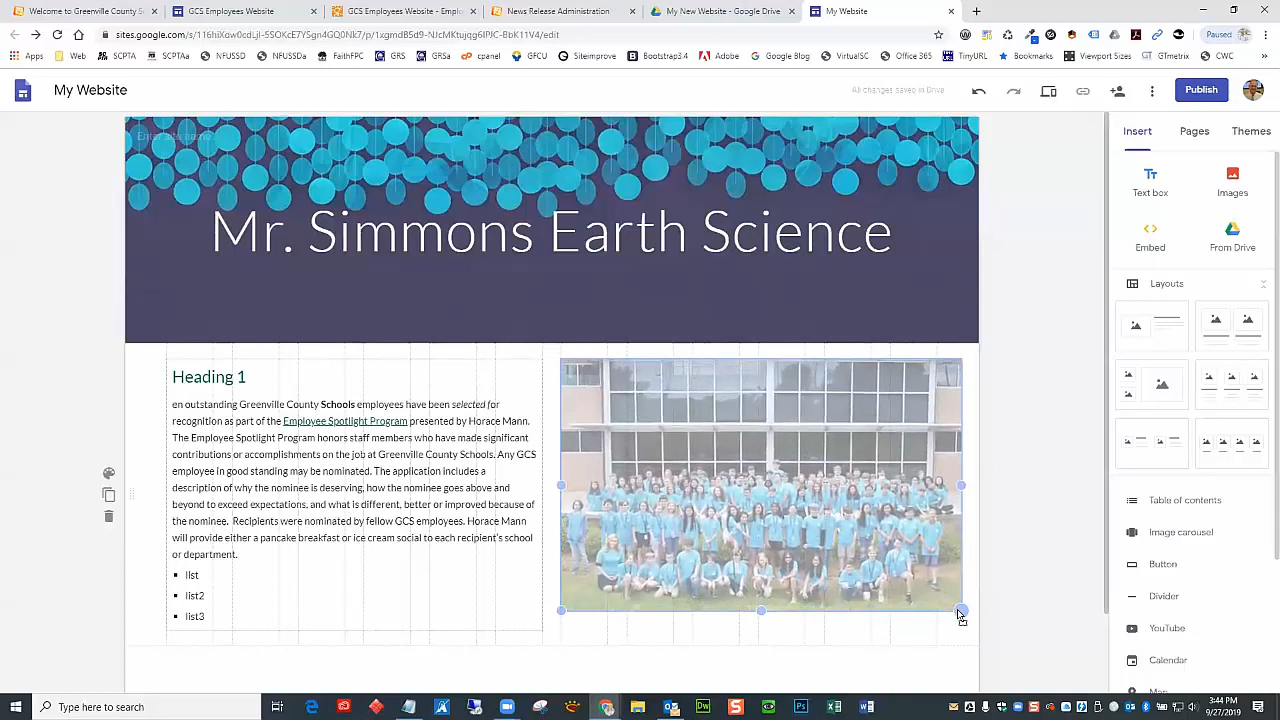 Welcome to Greenville County Sc
GCS Employees Website
GCS Employees Website - Emplo
News Release Administration
My New Website - Google Drive
My Website
Paused
Apps
Web
SCPTA
SCPTAa
NFUSSD
NFUSSDa
FaithFPC
GRS
GRSa
cpanel
GFCU
Siteimprove
Bootstrap3.4
Adobe
Google Blog
VirtualSC
Office 365
TinyURL
Bookmarks
Viewport Sizes
GTmetrix
CWC
My Website
All changes saved in Drive
Publish
Enter site name
Mr. Simmons Earth Science
Insert
Pages
Themes
Text box
Images
Embed
From Drive
Layouts
Table of contents
Image carousel
Button
Divider
YouTube
Calendar
Map
Heading 1
en outstanding Greenville County Schools employees have been selected for
recognition as part of the Employee Spotlight Program presented by Horace Mann.
The Employee Spotlight Program honors staff members who have made significant
contributions or accomplishments on the job at Greenville County Schools. Any GCS
employee in good standing may be nominated. The application includes a
description of why the nominee is deserving, how the nominee goes above and
beyond to exceed expectations, and what is different, better or improved because of
the nominee. Recipients were nominated by fellow GCS employees. Horace Mann
will provide either a pancake breakfast or ice cream social to each recipient's school
or department.
list
list2
list3
Type here to search
3:44 PM
9/27/2019